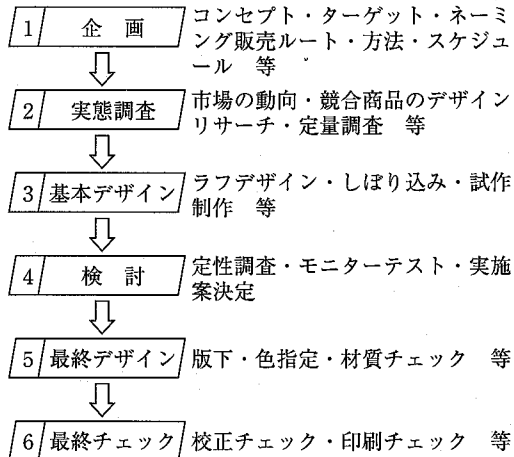 1 企画 コンセプト・ターゲット・ネーミ
ング販売ルート・方法・スケジュ
ール 等
2 実態調査 市場の動向・競合商品のデザイン
リサーチ・定量調査 等
3 基本デザイン ラフデザイン・しぼり込み・試作
制作 等
4 検討 定性調査・モニターテスト・実施
案決定
5 最終デザイン 版下・色指定・材質チェック 等
6 最終チェック 校正チェック・印刷チェック 等